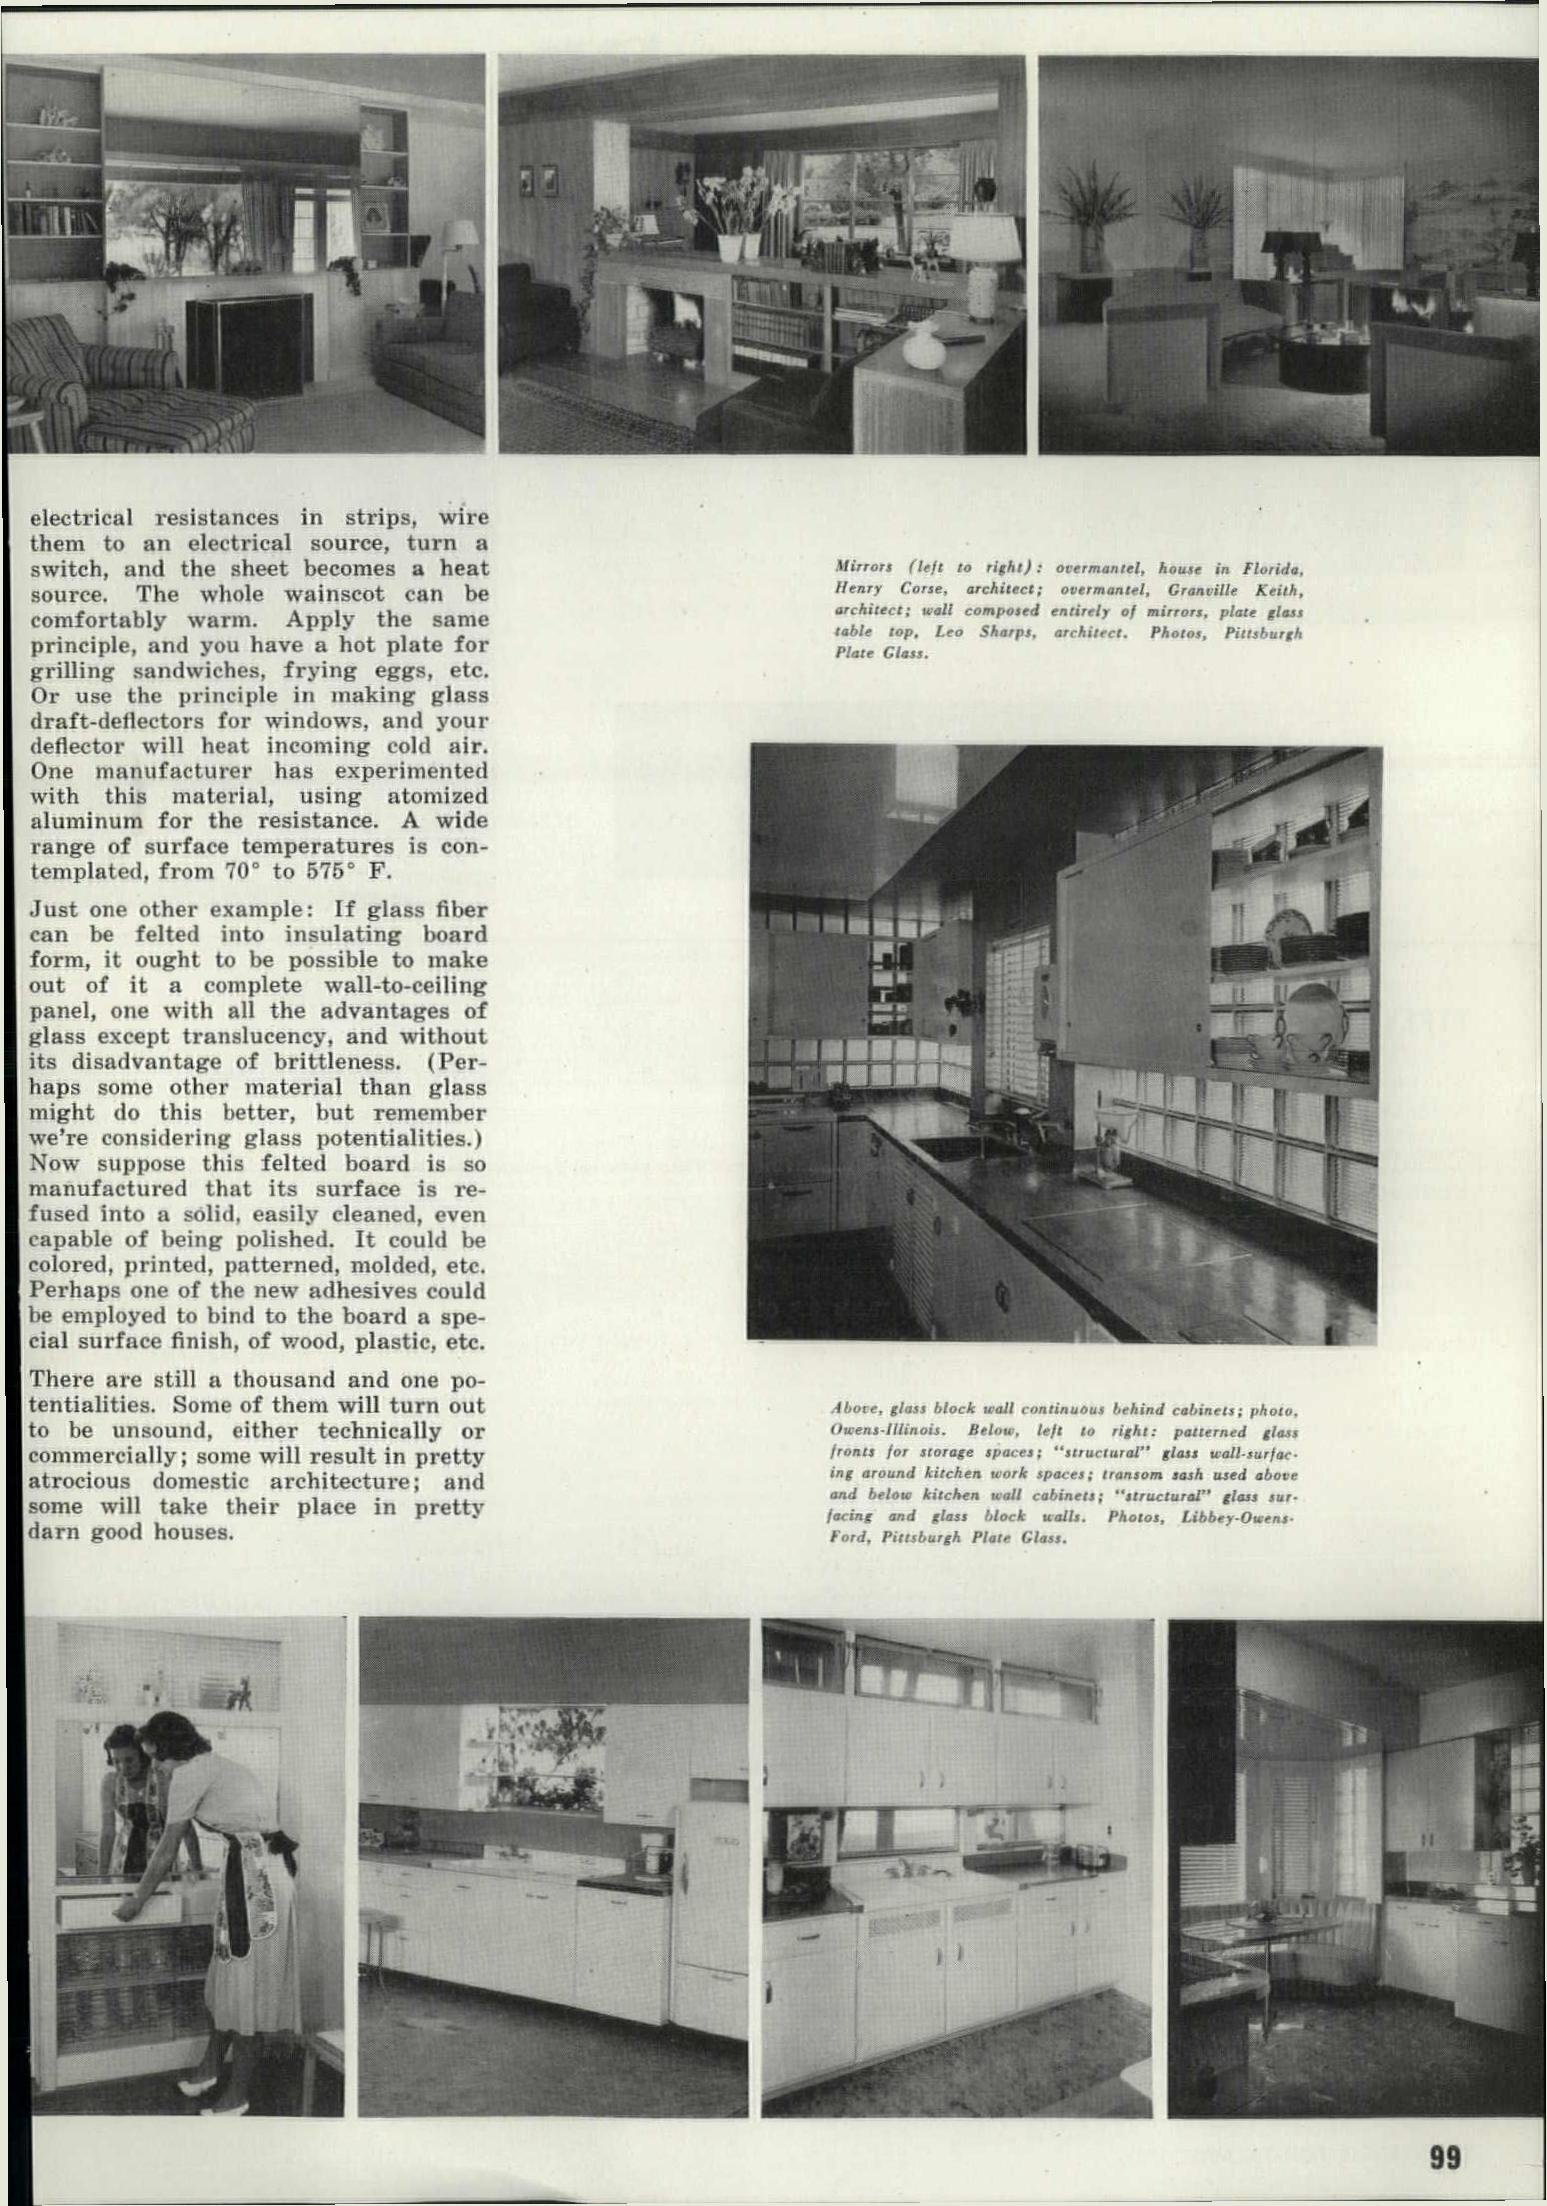 electrical resistances in strips, wire
them to an electrical source, turn a
switch, and the sheet becomes a heat
source. The whole wainscot can be
comfortably warm. Apply the same
principle, and you have a hot plate for
grilling sandwiches, frying eggs, etc.
Or use the principle in making glass
draft-deflectors for windows, and your
deflector will heat incoming cold air.
One manufacturer has experimented
with this material, using atomized
aluminum for the resistance. A wide
range of surface temperatures is con-
templated, from 70° to 575° F.
Just one other example: If glass fiber
can be felted into insulating board
form, it ought to be possible to make
out of it a complete wall-to-ceiling
panel, one with all the advantages of
glass except translucency, and without
its disadvantage of brittleness. (Per-
haps some other material than glass
might do this better, but remember
we're considering glass potentialities.)
Now suppose this felted board is so
manufactured that its surface is re-
fused into a solid, easily cleaned, even
capable of being polished. It could be
colored, printed, patterned, molded, etc.
Perhaps one of the new adhesives could
be employed to bind to the board a spe-
cial surface finish, of wood, plastic, etc.
There are still a thousand and one po-
tentialities. Some of them will turn out
to be unsound, either technically or
commercially; some will result in pretty
atrocious domestic architecture; and
some will take their place in pretty
darn good houses.
Mirrors (left to right): overmantel, house in Florida,
Henry Corse, architect; overmantel, Granville Keith,
architect; wall composed entirely of mirrors, plate glass
table top, Leo Sharps, architect. Photos, Pittsburgh
Plate Glass.
Above, glass block wall continuous behind cabinets; photo,
Owens-Illinois. Below, left to right: patterned glass
fronts for storage spaces; "structural" glass wall-surfac-
ing around kitchen work spaces; transom sash used above
and below kitchen wall cabinets; "structural" glass sur-
facing and glass block walls. Photos, Libbey-Owens-
Ford, Pittsburgh Plate Glass.
99